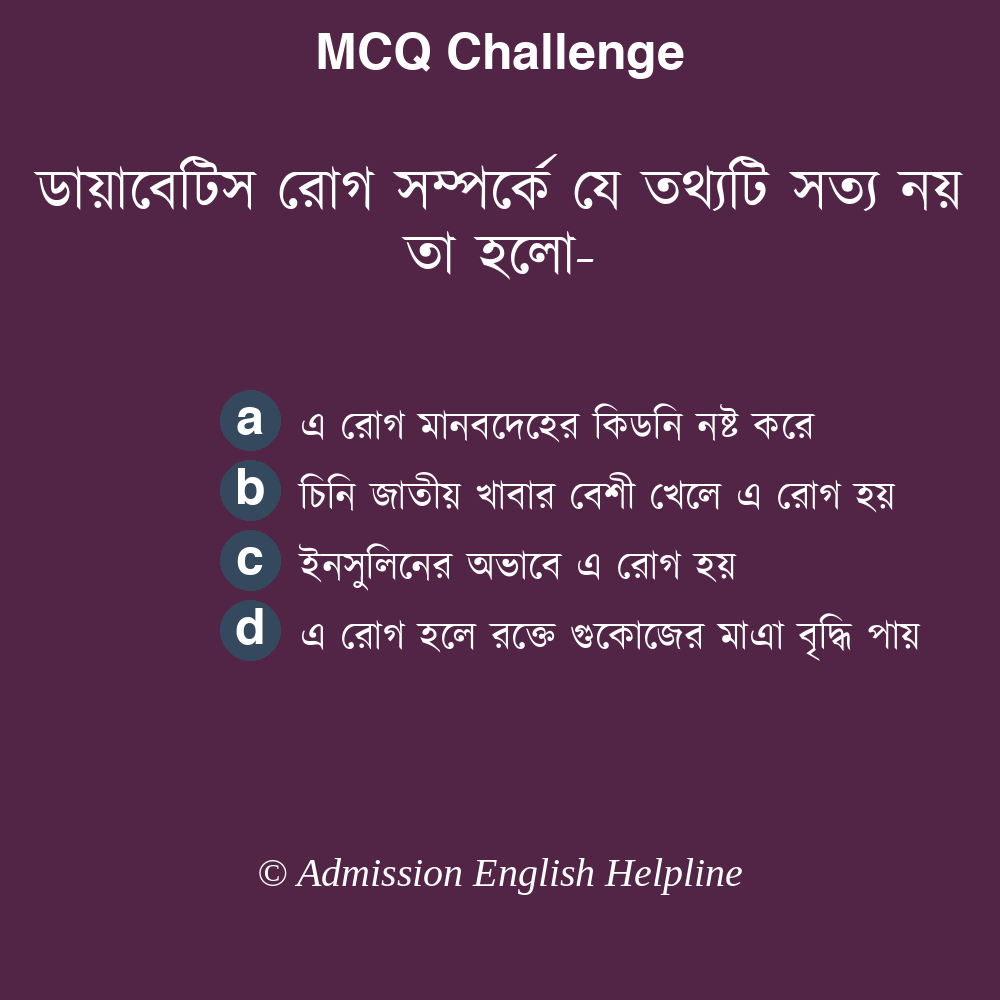 MCQ Challenge
ডায়াবেটিস রোগ সম্পর্কে যে তথ্যটি সত্য নয়
তা হলো-
a এ রোগ মানবদেহের কিডনি নষ্ট করে
b চিনি জাতীয় খাবার বেশী খেলে এ রোগ হয়
c ইনসুলিনের অভাবে এ রোগ হয়
d এ রোগ হলে রক্তে গুকোজের মাএা বৃদ্ধি পায়
© Admission English Helpline